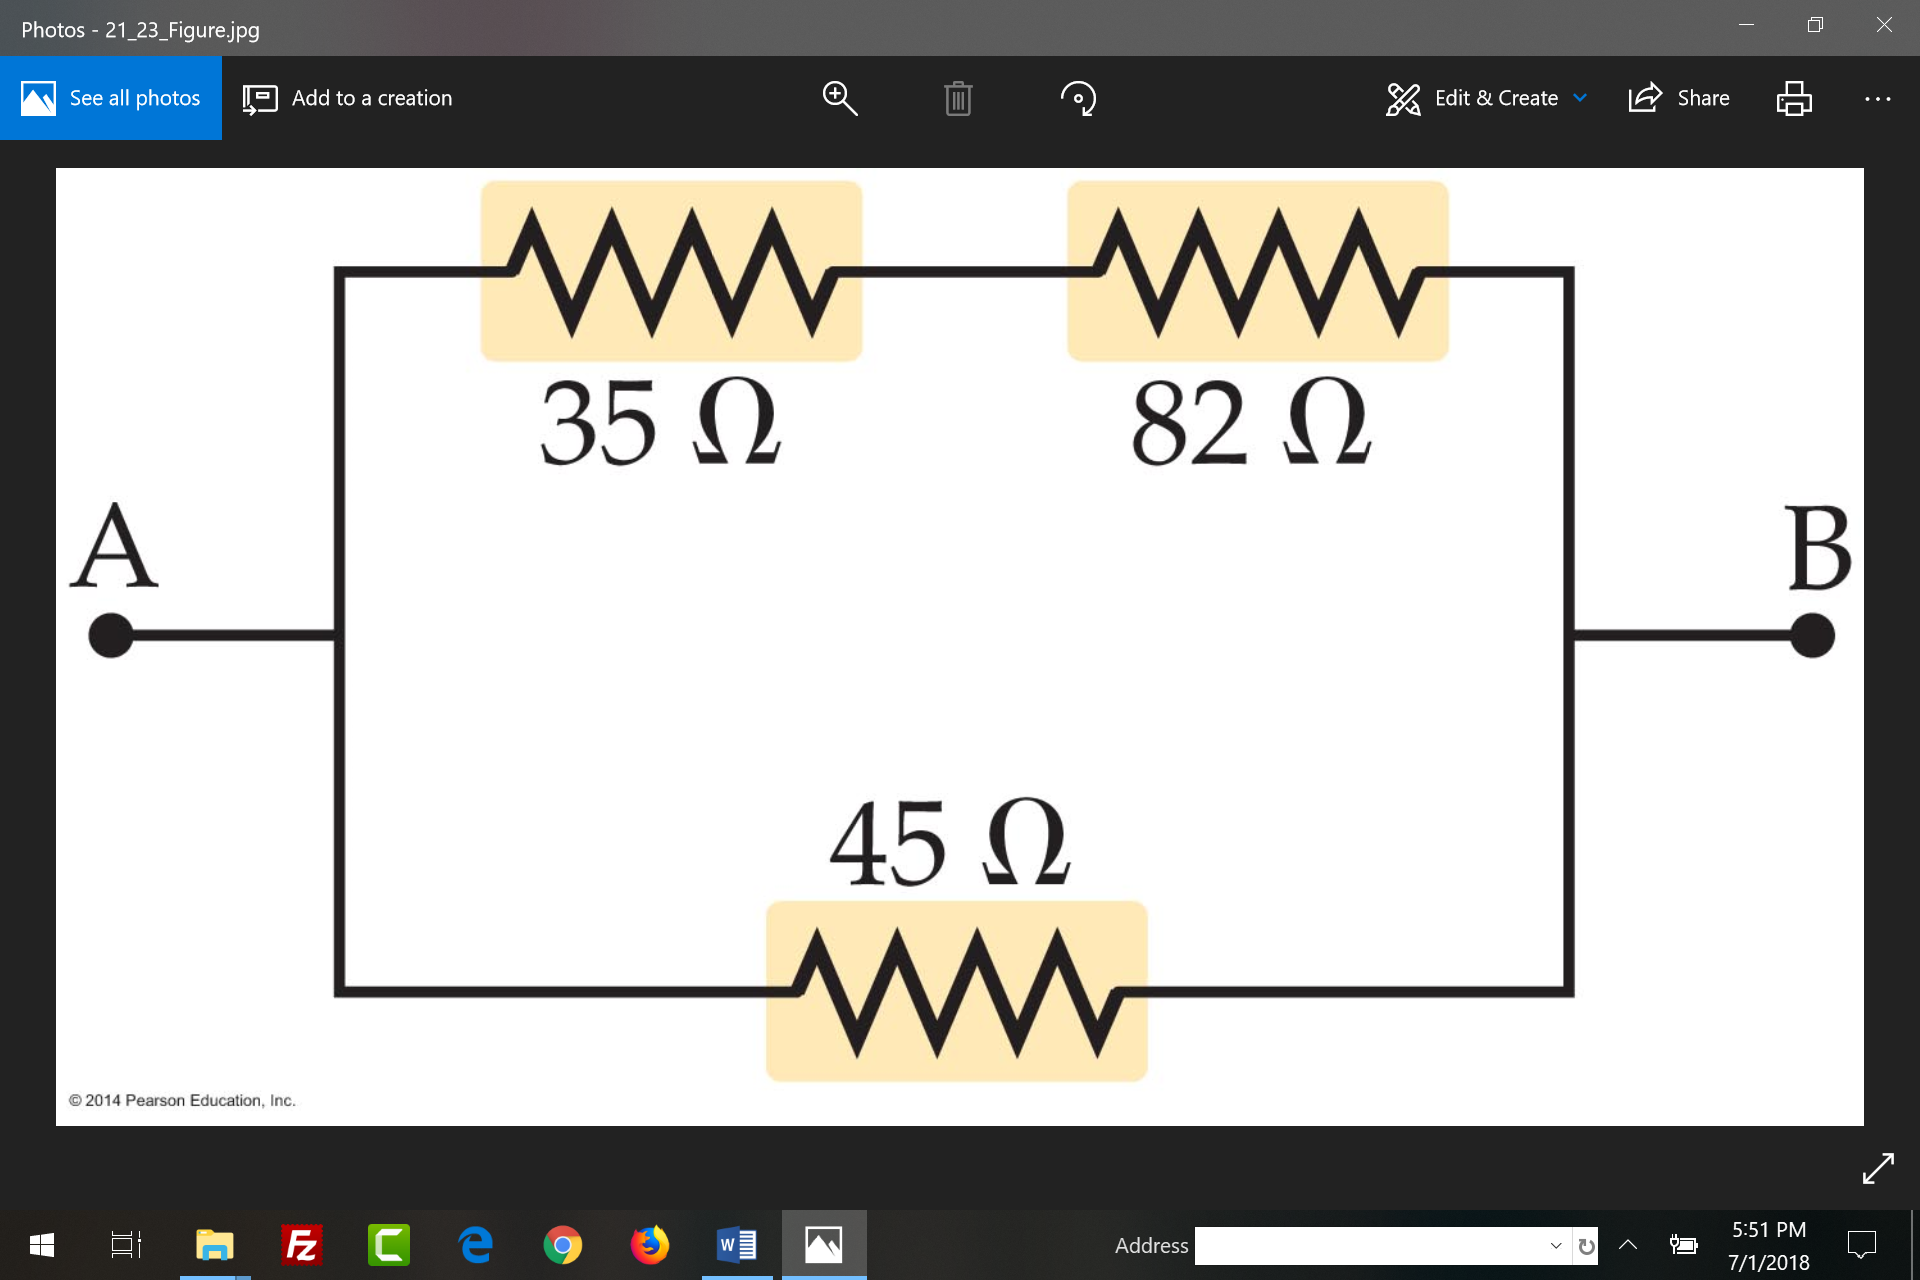 Photos - 21_23_Figure.jpg
See all photos
Add to a creation
Edit & Create
Share
35 Ω
82 Ω
A
B
45 Ω
© 2014 Pearson Education, Inc.
Fz
C
e
W
Address
5:51 PM
7/1/2018